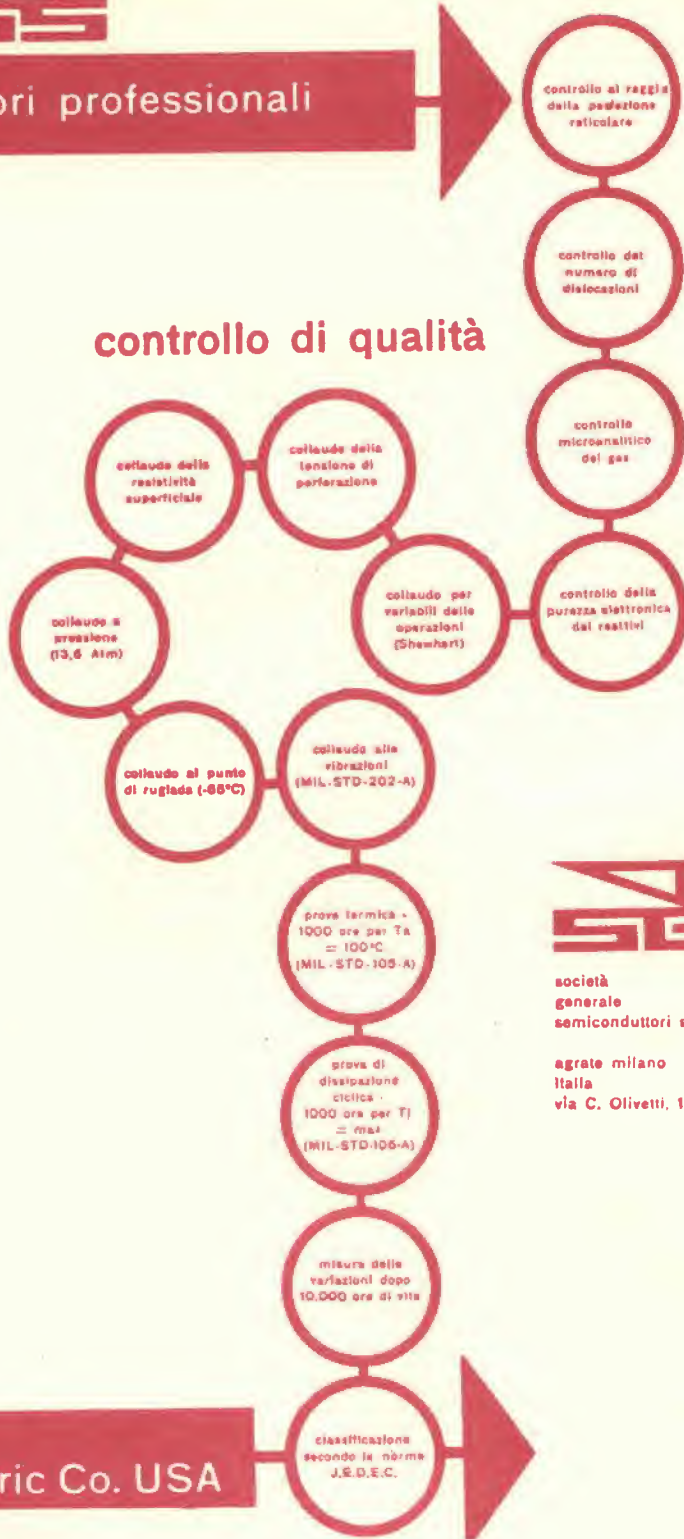 ori professionali
controllo ai raggi x
della perfezione
reticolare
controllo del
numero di
dislocazioni
controllo
microanalitico
dei gas
controllo della
purezza elettronica
dei reattivi
controllo di qualità
collaudo per
variabili delle
operazioni
(Shewhart)
collaudo della
tensione di
perforazione
collaudo della
resistività
superficiale
collaudo a
pressione
(13,6 Atm)
collaudo al punto
di rugiada (-65°C)
collaudo alle
vibrazioni
(MIL-STD-202-A)
prova termica -
1000 ore per Ta
= 100°C
(MIL-STD-105-A)
prova di
dissipazione
ciclica -
1000 ore per Tj
= max
(MIL-STD-105-A)
misura delle
variazioni dopo
10.000 ore di vita
classificazione
secondo le norme
J.E.D.E.C.
ric Co. USA
società
generale
semiconduttori s
agrate milano
italia
via C. Olivetti, 1